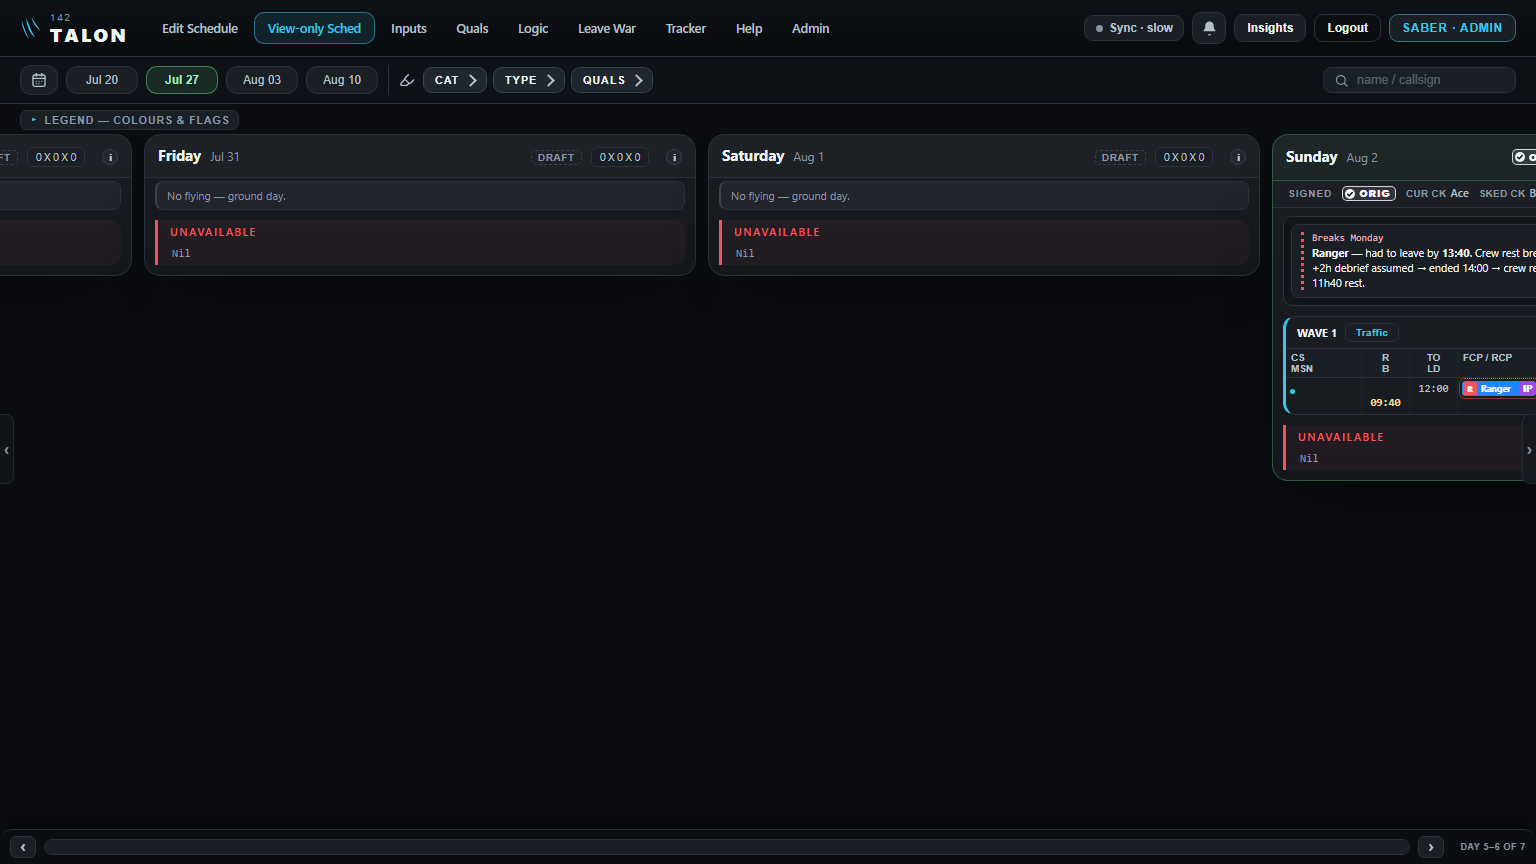 142
TALON
Edit Schedule
View-only Sched
Inputs
Quals
Logic
Leave War
Tracker
Help
Admin
Sync · slow
Insights
Logout
SABER · ADMIN
Jul 20
Jul 27
Aug 03
Aug 10
CAT
TYPE
QUALS
name / callsign
LEGEND — COLOURS & FLAGS
FT
0X0X0
i
Friday Jul 31
DRAFT
0X0X0
i
No flying — ground day.
UNAVAILABLE
Nil
Saturday Aug 1
DRAFT
0X0X0
i
No flying — ground day.
UNAVAILABLE
Nil
Sunday Aug 2
SIGNED
ORIG
CUR CK Ace
SKED CK B
Breaks Monday
Ranger — had to leave by 13:40. Crew rest bre
+2h debrief assumed → ended 14:00 → crew re
11h40 rest.
WAVE 1
Traffic
CS
MSN
R
B
TO
LD
FCP / RCP
09:40
12:00
R Ranger IP
UNAVAILABLE
Nil
DAY 5–6 OF 7